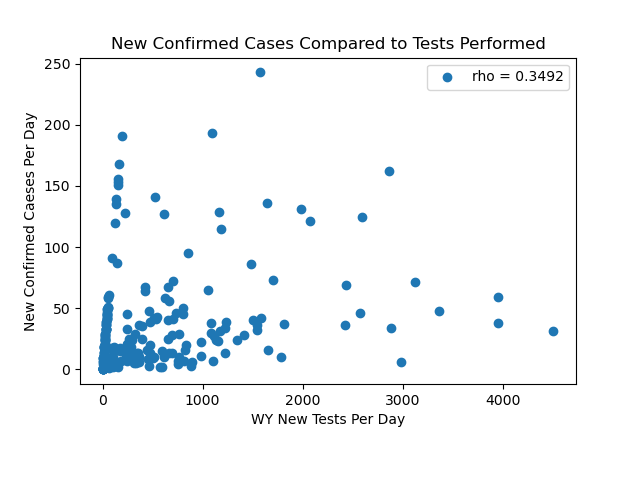 New Confirmed Cases Compared to Tests Performed
rho = 0.3492
250
200
150
100
50
0
New Confirmed Caeses Per Day
0 1000 2000 3000 4000
WY New Tests Per Day